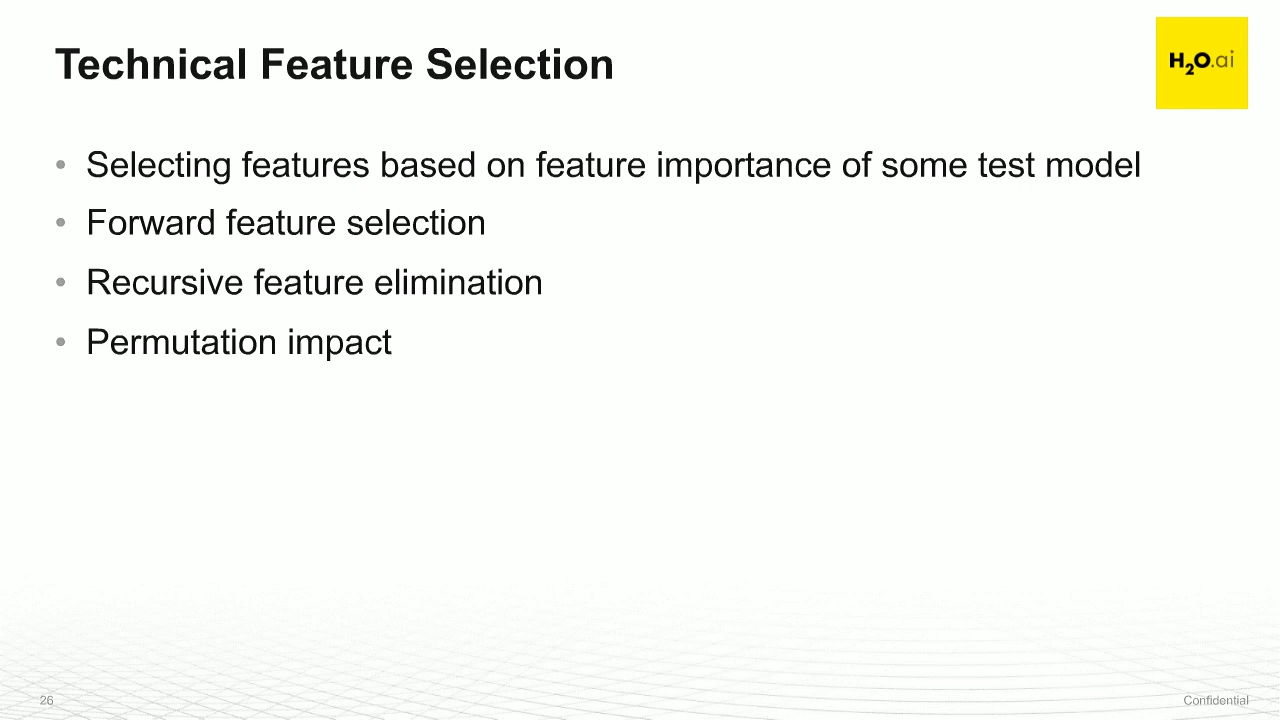 Technical Feature Selection
H2O.ai
• Selecting features based on feature importance of some test model
• Forward feature selection
• Recursive feature elimination
• Permutation impact
26
Confidential